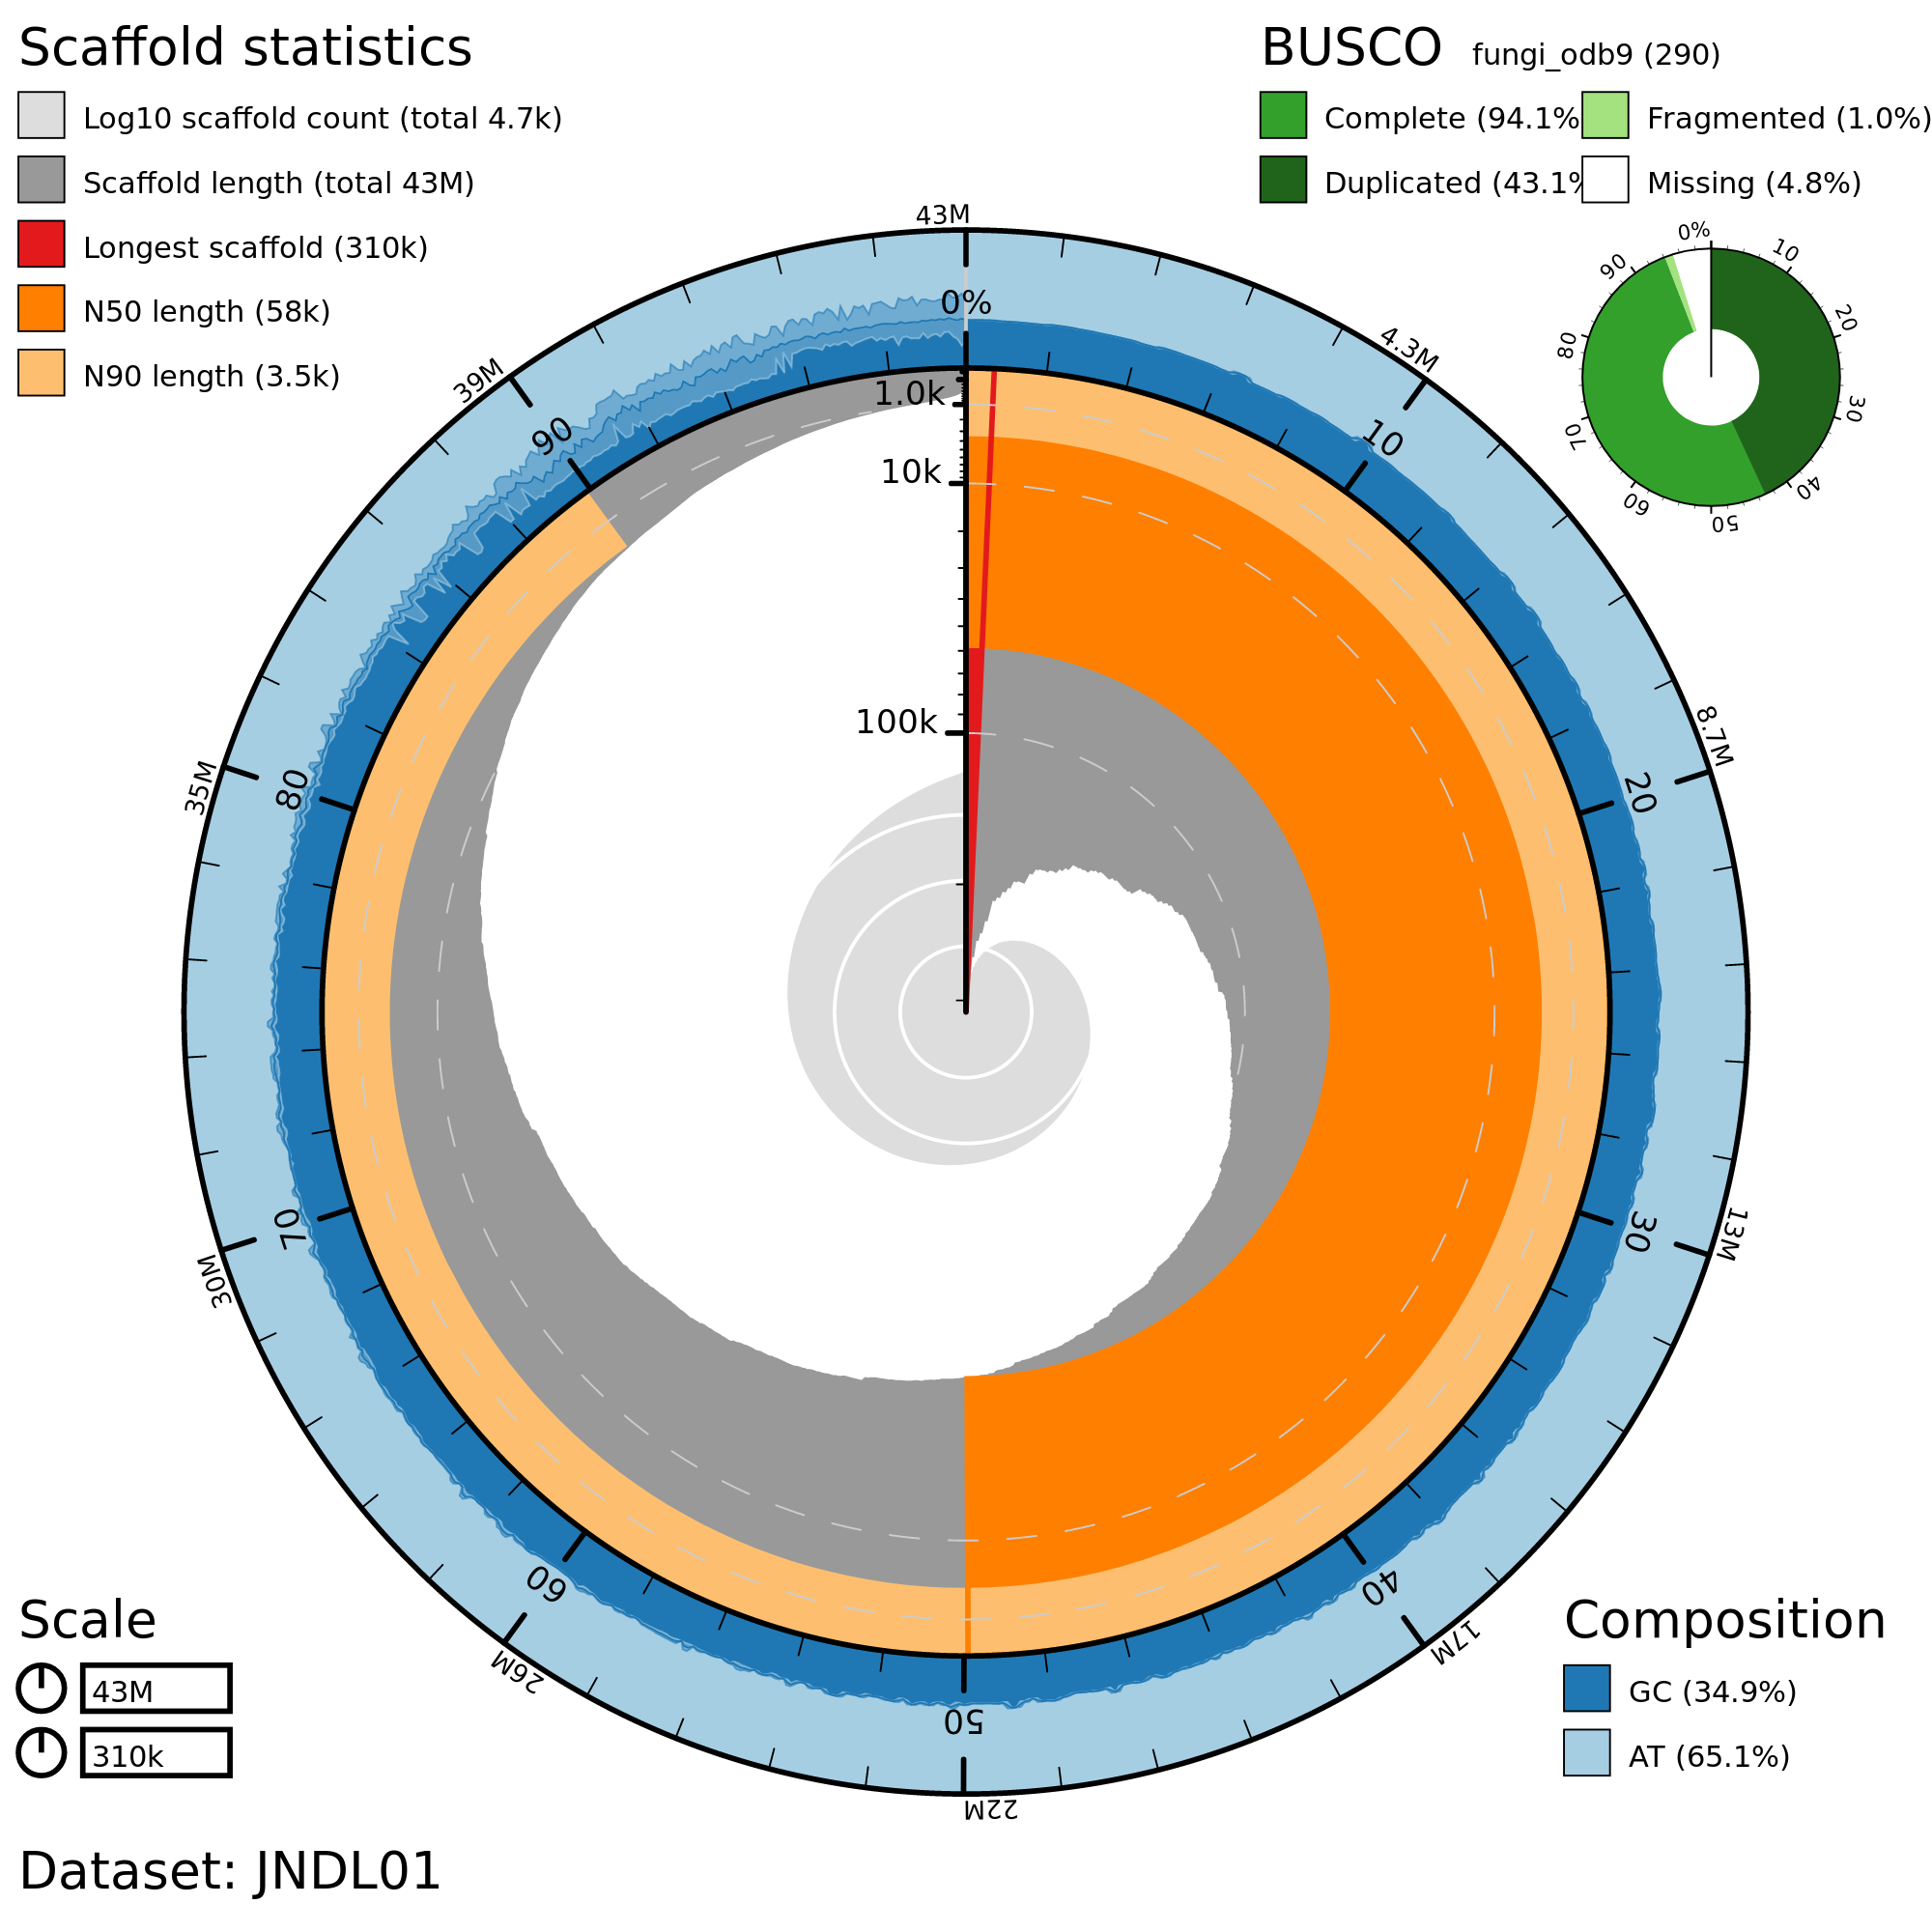 Scaffold statistics
Log10 scaffold count (total 4.7k)
Scaffold length (total 43M)
Longest scaffold (310k)
N50 length (58k)
N90 length (3.5k)
BUSCO fungi_odb9 (290)
Complete (94.1%
Fragmented (1.0%)
Duplicated (43.1%
Missing (4.8%)
0%
10
20
30
40
50
60
70
80
90
43M
4.3M
8.7M
13M
17M
22M
26M
30M
35M
39M
0%
10
20
30
40
50
60
70
80
90
1.0k
10k
100k
Scale
43M
310k
Composition
GC (34.9%)
AT (65.1%)
Dataset: JNDL01